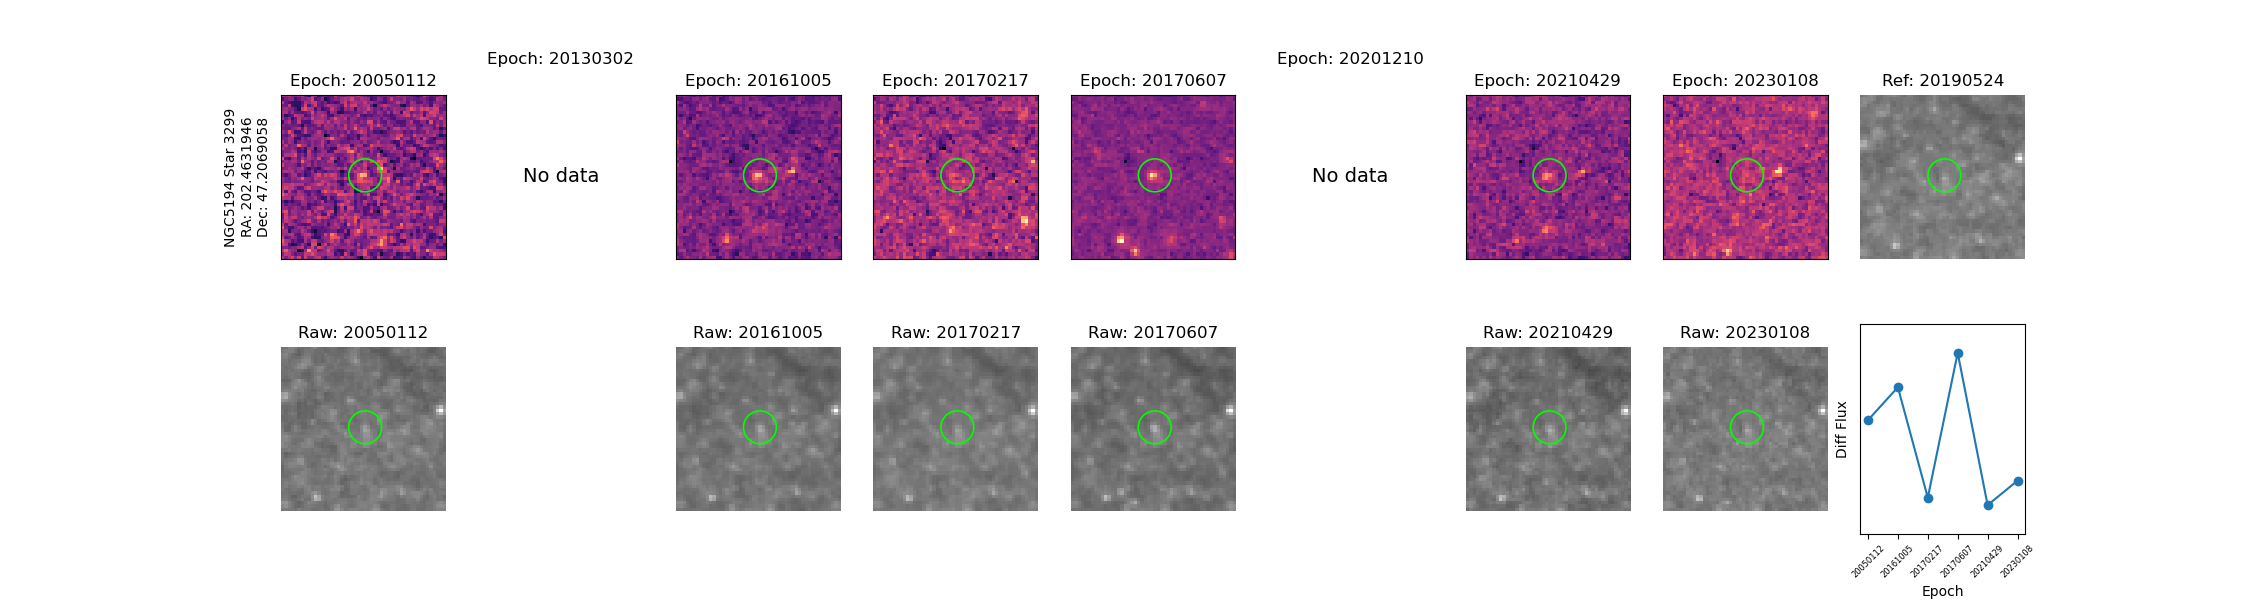 Epoch: 20130302
Epoch: 20201210
Epoch: 20050112
Epoch: 20161005
Epoch: 20170217
Epoch: 20170607
Epoch: 20210429
Epoch: 20230108
Ref: 20190524
NGC5194 Star 3299
RA: 202.4631946
Dec: 47.2069058
No data
No data
Raw: 20050112
Raw: 20161005
Raw: 20170217
Raw: 20170607
Raw: 20210429
Raw: 20230108
Diff Flux
20050112
20161005
20170217
20170607
20210429
20230108
Epoch